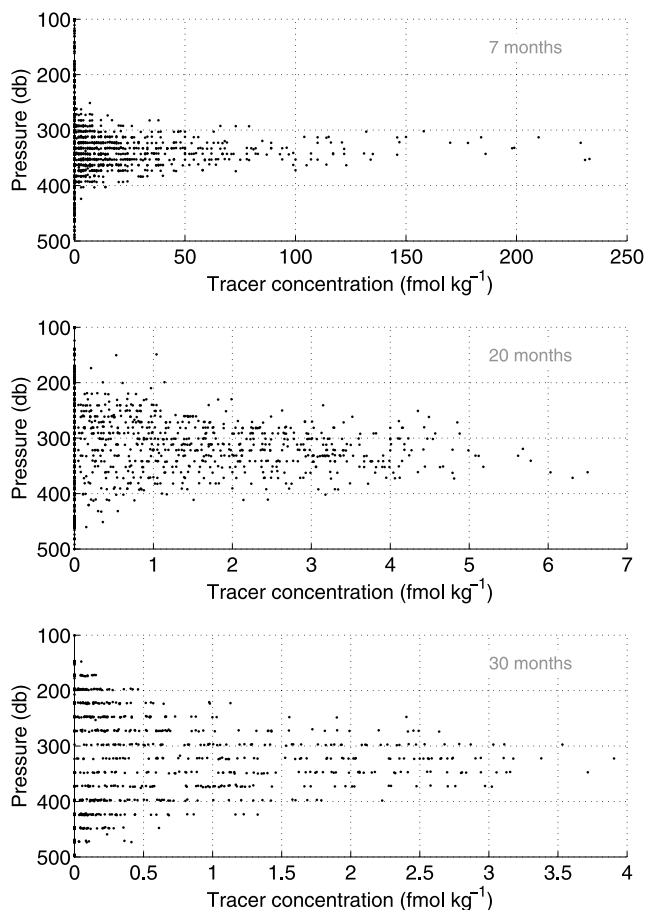 100
7 months
200
300
400
500
Pressure (db)
0 50 100 150 200 250
Tracer concentration (fmol kg⁻¹)
100
20 months
200
300
400
500
Pressure (db)
0 1 2 3 4 5 6 7
Tracer concentration (fmol kg⁻¹)
100
30 months
200
300
400
500
Pressure (db)
0 0.5 1 1.5 2 2.5 3 3.5 4
Tracer concentration (fmol kg⁻¹)